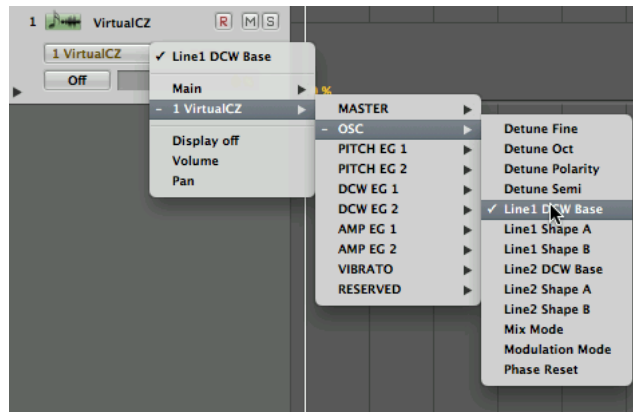 1 VirtualCZ R M S
1 VirtualCZ
Off
%
✓ Line1 DCW Base
Main
– 1 VirtualCZ
Display off
Volume
Pan
MASTER
– OSC
PITCH EG 1
PITCH EG 2
DCW EG 1
DCW EG 2
AMP EG 1
AMP EG 2
VIBRATO
RESERVED
Detune Fine
Detune Oct
Detune Polarity
Detune Semi
✓ Line1 DCW Base
Line1 Shape A
Line1 Shape B
Line2 DCW Base
Line2 Shape A
Line2 Shape B
Mix Mode
Modulation Mode
Phase Reset